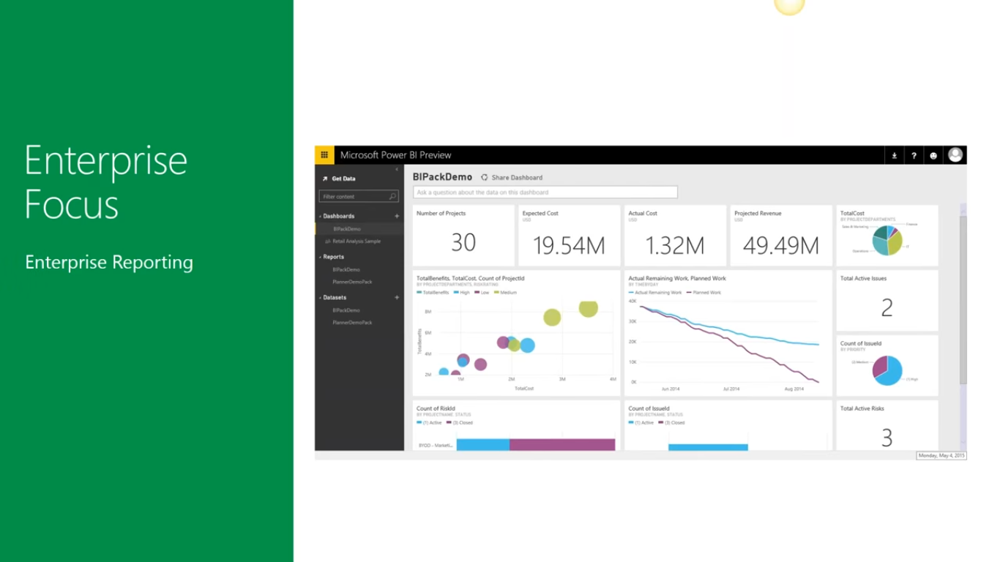 Enterprise
Focus
Enterprise Reporting
Microsoft Power BI Preview
?
Get Data
Filter content
Dashboards +
BIPackDemo
Retail Analysis Sample
Reports
BIPackDemo
PlannerDemoPack
Datasets +
BIPackDemo
PlannerDemoPack
BIPackDemo Share Dashboard
Ask a question about the data on this dashboard
Number of Projects
30
Expected Cost
USD
19.54M
Actual Cost
USD
1.32M
Projected Revenue
USD
49.49M
TotalCost
BY PROJECTDEPARTMENTS
Finance
Sales & Marketing
IT
Operations
TotalBenefits, TotalCost, Count of ProjectId
BY PROJECTDEPARTMENTS, RISKRATING
TotalBenefits High Low Medium
8M
6M
4M
2M
TotalBenefits
1M 2M 3M 4M
TotalCost
Actual Remaining Work, Planned Work
BY TIMEBYDAY
Actual Remaining Work Planned Work
40K
30K
20K
10K
0K
Jun 2014 Jul 2014 Aug 2014
Total Active Issues
2
Count of IssueId
BY PRIORITY
(2) Medium
(1) High
Count of RiskId
BY PROJECTNAME, STATUS
(1) Active (3) Closed
BYOD - Marketi...
Count of IssueId
BY PROJECTNAME, STATUS
(1) Active (3) Closed
Total Active Risks
3
Monday, May 4, 2015